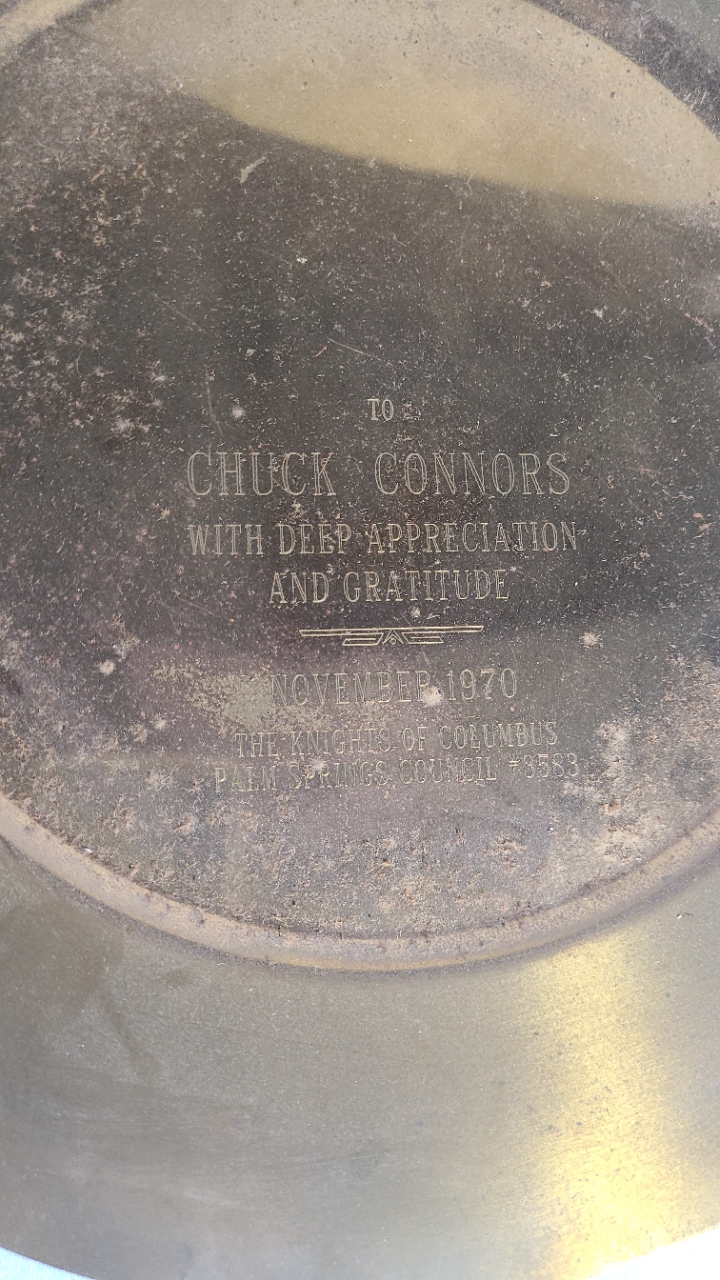 TO
CHUCK CONNORS
WITH DEEP APPRECIATION
AND GRATITUDE
NOVEMBER 1970
THE KNIGHTS OF COLUMBUS
PALM SPRINGS COUNCIL #3583